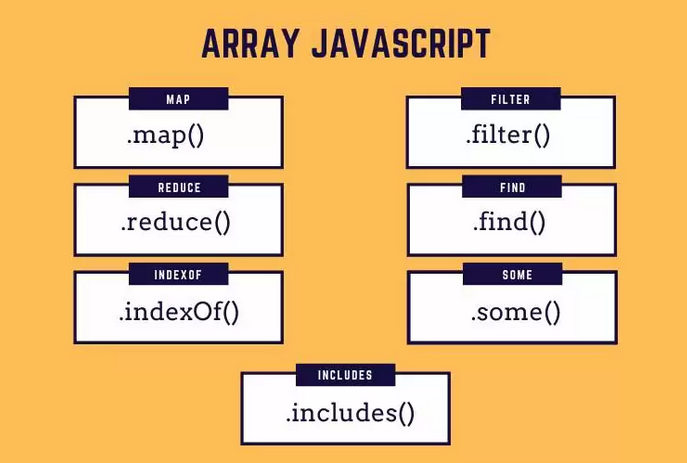 ARRAY JAVASCRIPT
MAP
.map()
FILTER
.filter()
REDUCE
.reduce()
FIND
.find()
INDEXOF
.indexOf()
SOME
.some()
INCLUDES
.includes()